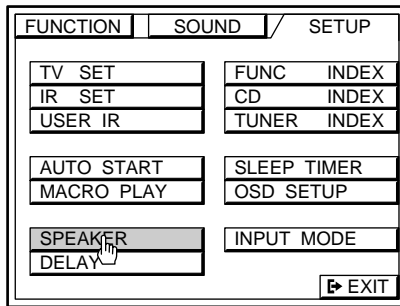 FUNCTION SOUND SETUP
TV SET FUNC INDEX
IR SET CD INDEX
USER IR TUNER INDEX
AUTO START SLEEP TIMER
MACRO PLAY OSD SETUP
SPEAKER INPUT MODE
DELAY
EXIT